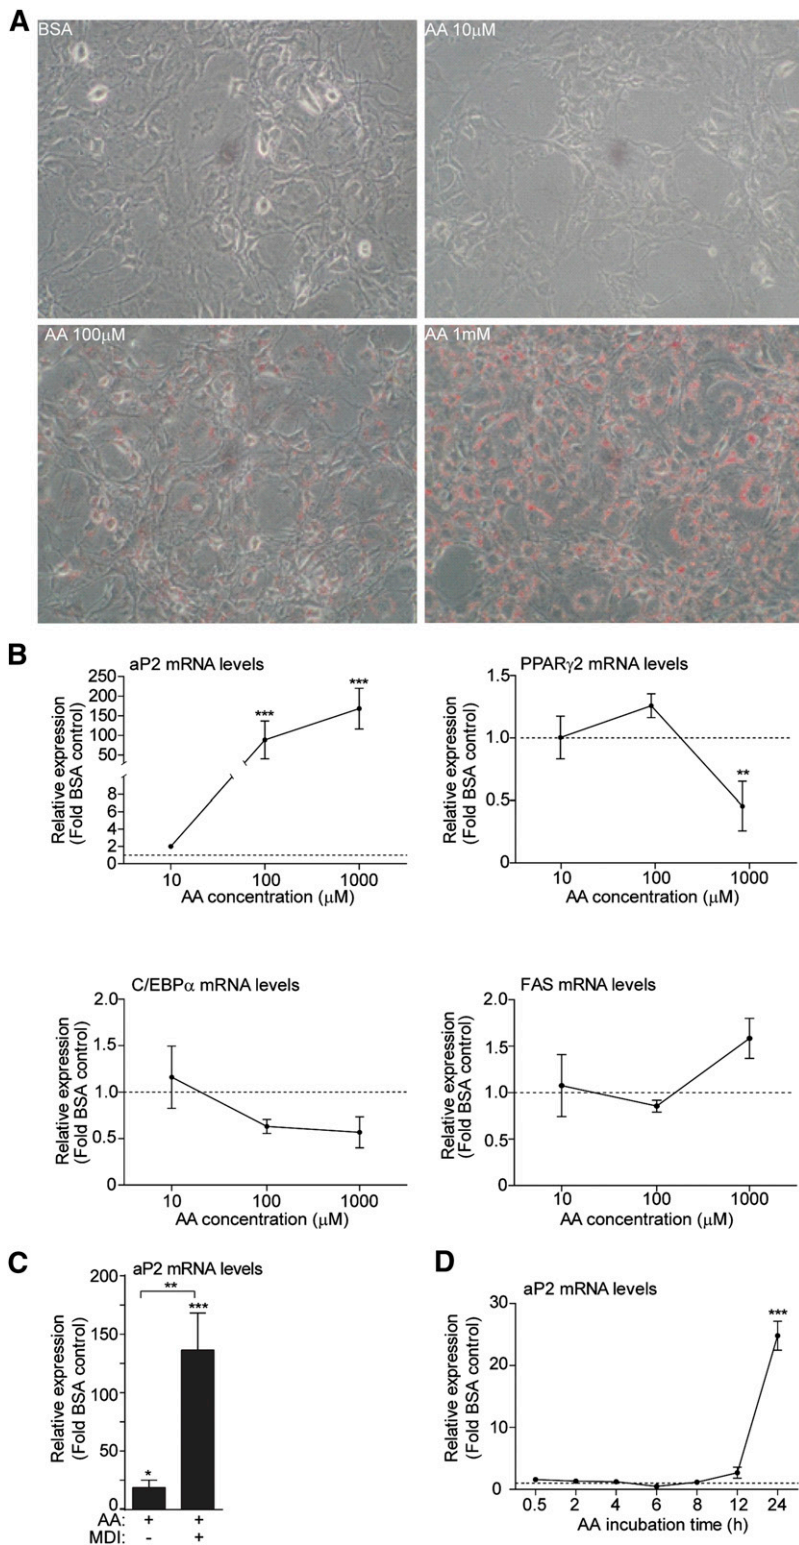 A
BSA
AA 10μM
AA 100μM
AA 1mM
B
aP2 mRNA levels
Relative expression
(Fold BSA control)
250
200
150
100
50
8
6
4
2
0
***
***
10
100
1000
AA concentration (μM)
PPARγ2 mRNA levels
Relative expression
(Fold BSA control)
1.5
1.0
0.5
0
**
10
100
1000
AA concentration (μM)
C/EBPα mRNA levels
Relative expression
(Fold BSA control)
2.0
1.5
1.0
0.5
0
10
100
1000
AA concentration (μM)
FAS mRNA levels
Relative expression
(Fold BSA control)
2.0
1.5
1.0
0.5
0
10
100
1000
AA concentration (μM)
C
aP2 mRNA levels
Relative expression
(Fold BSA control)
200
150
100
50
0
**
***
*
AA: + +
MDI: - +
D
aP2 mRNA levels
Relative expression
(Fold BSA control)
30
20
10
0
***
0.5 2 4 6 8 12 24
AA incubation time (h)